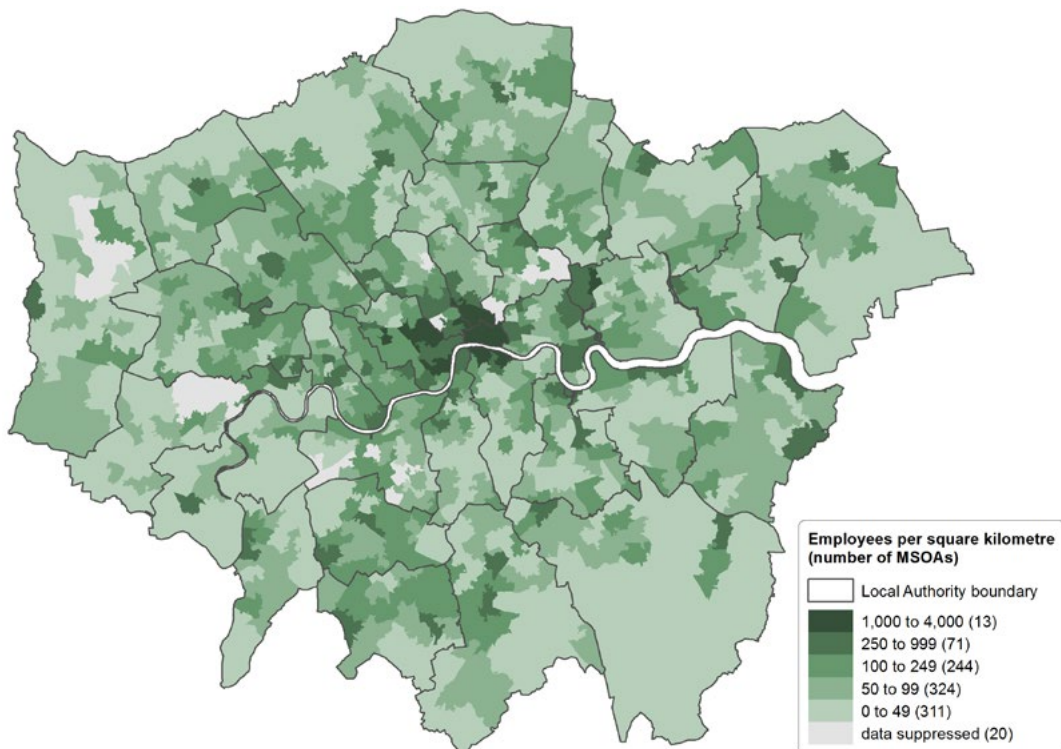 Employees per square kilometre
(number of MSOAs)
Local Authority boundary
1,000 to 4,000 (13)
250 to 999 (71)
100 to 249 (244)
50 to 99 (324)
0 to 49 (311)
data suppressed (20)